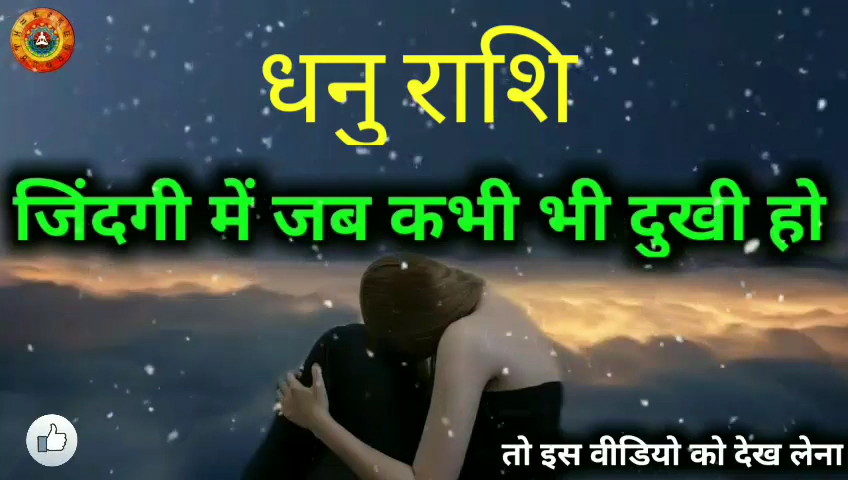 धनु राशि
जिंदगी में जब कभी भी दुखी हो
तो इस वीडियो को देख लेना